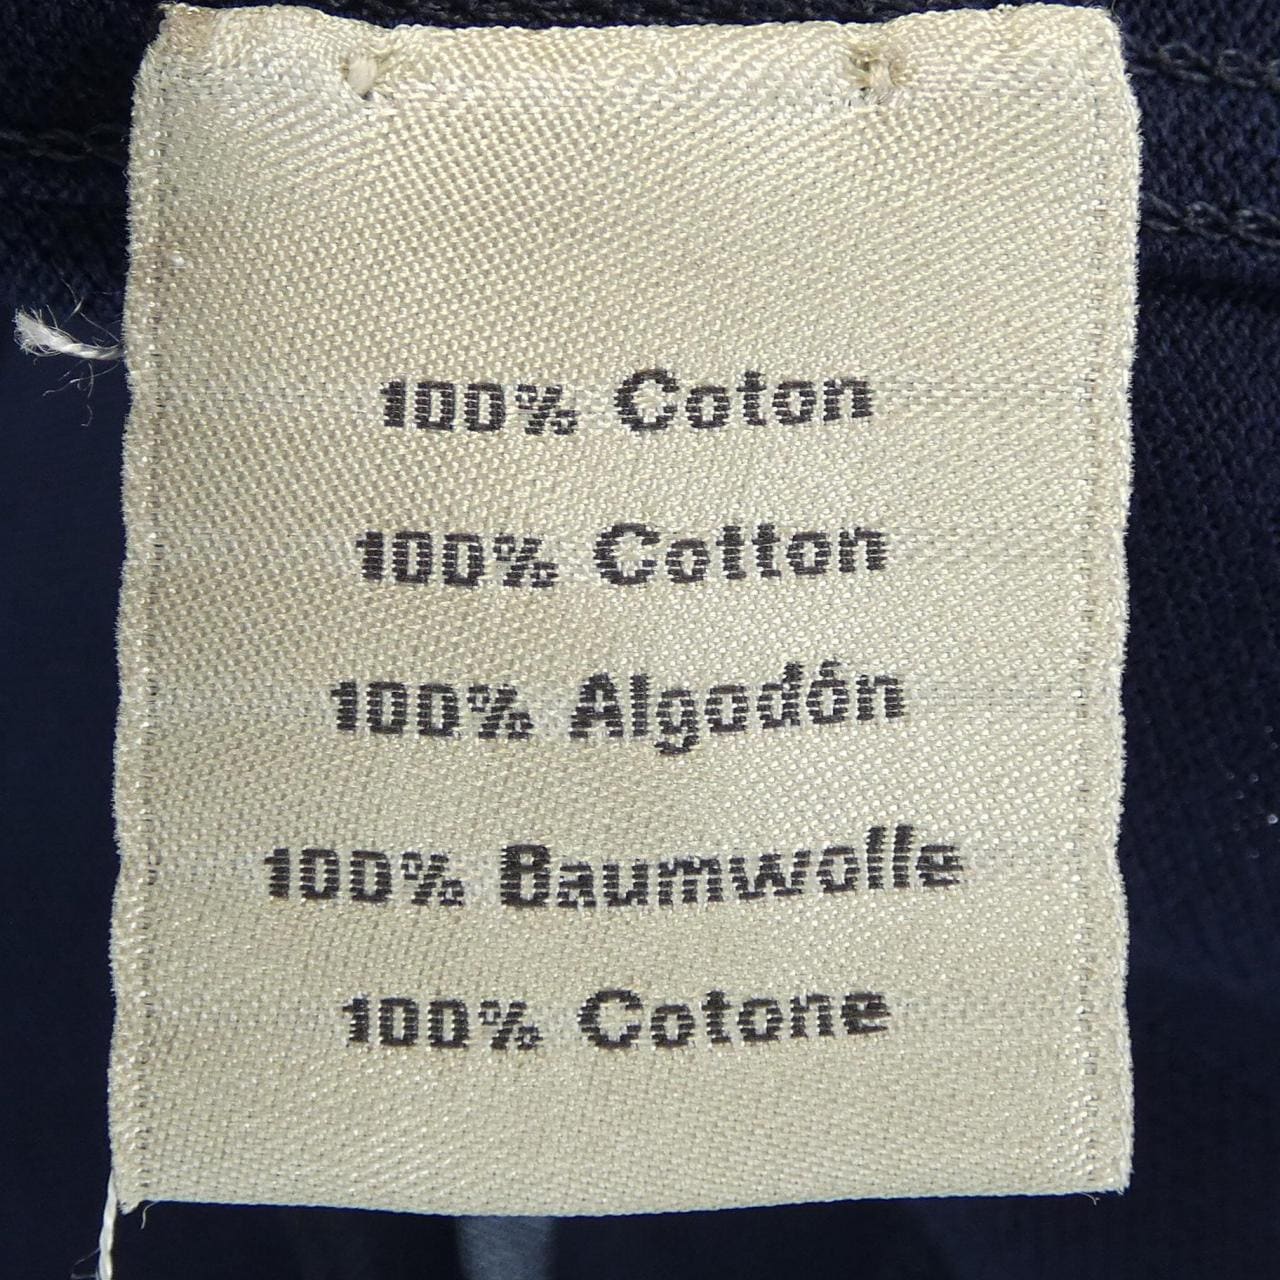 100% Coton
100% Cotton
100% Algodón
100% Baumwolle
100% Cotone